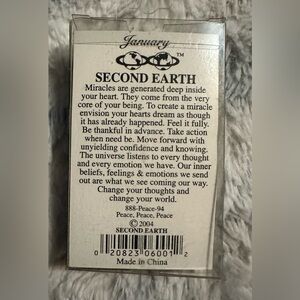 January
TM
SECOND EARTH
Miracles are generated deep inside
your heart. They come from the very
core of your being. To create a miracle
envision your hearts dream as though
it has already happened. Feel it fully.
Be thankful in advance. Take action
when need be. Move forward with
unyielding confidence and knowing.
The universe listens to every thought
and every emotion we have. Our inner
beliefs, feelings & emotions we send
out are what we see coming our way.
Change your thoughts and
change your world.
888-Peace-94
Peace, Peace, Peace
© 2004
SECOND EARTH
0 20823 06001 2
Made in China